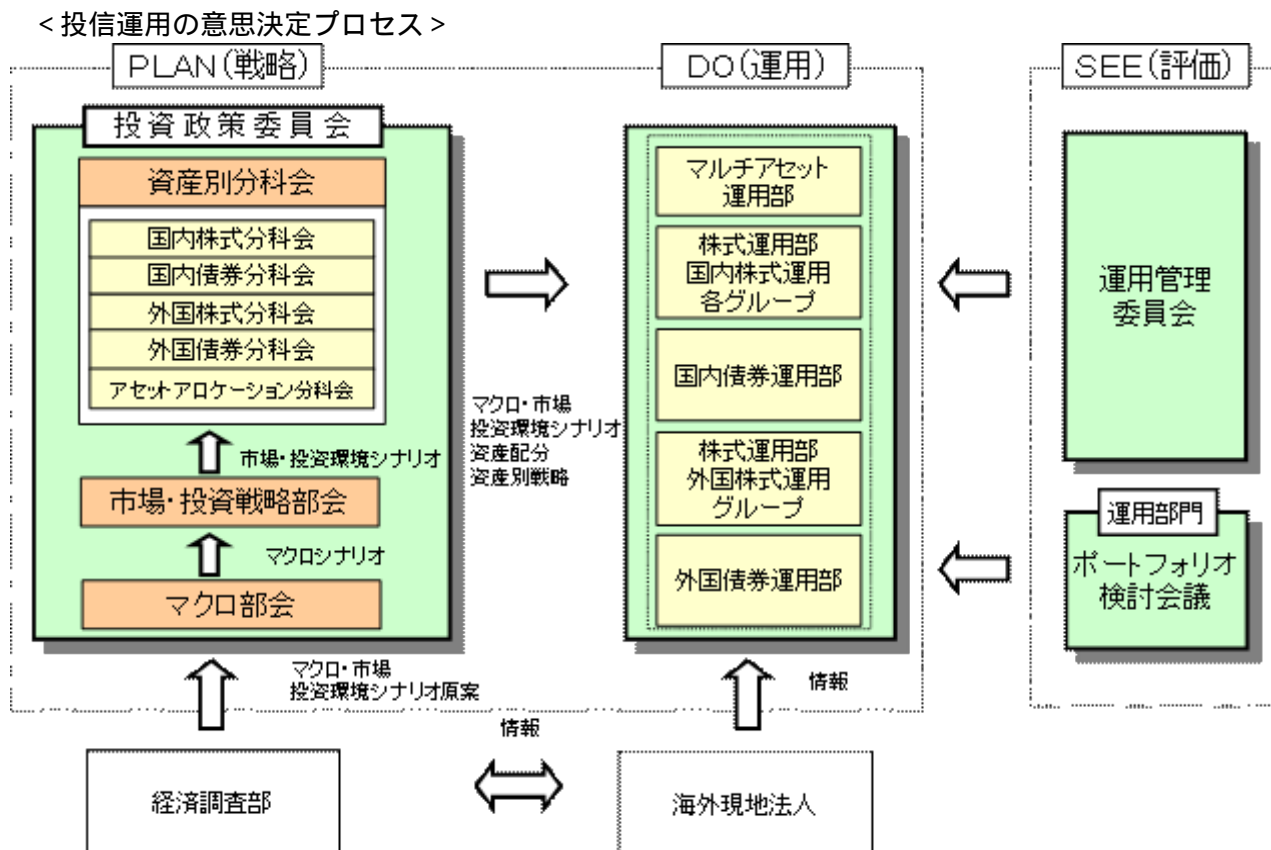 <投信運用の意思決定プロセス>
PLAN(戦略)
投資政策委員会
資産別分科会
国内株式分科会
国内債券分科会
外国株式分科会
外国債券分科会
アセットアロケーション分科会
市場・投資環境シナリオ
市場・投資戦略部会
マクロシナリオ
マクロ部会
マクロ・市場
投資環境シナリオ原案
経済調査部
マクロ・市場
投資環境シナリオ
資産配分
資産別戦略
DO(運用)
マルチアセット
運用部
株式運用部
国内株式運用
各グループ
国内債券運用部
株式運用部
外国株式運用
グループ
外国債券運用部
情報
情報
海外現地法人
SEE(評価)
運用管理
委員会
運用部門
ポートフォリオ
検討会議